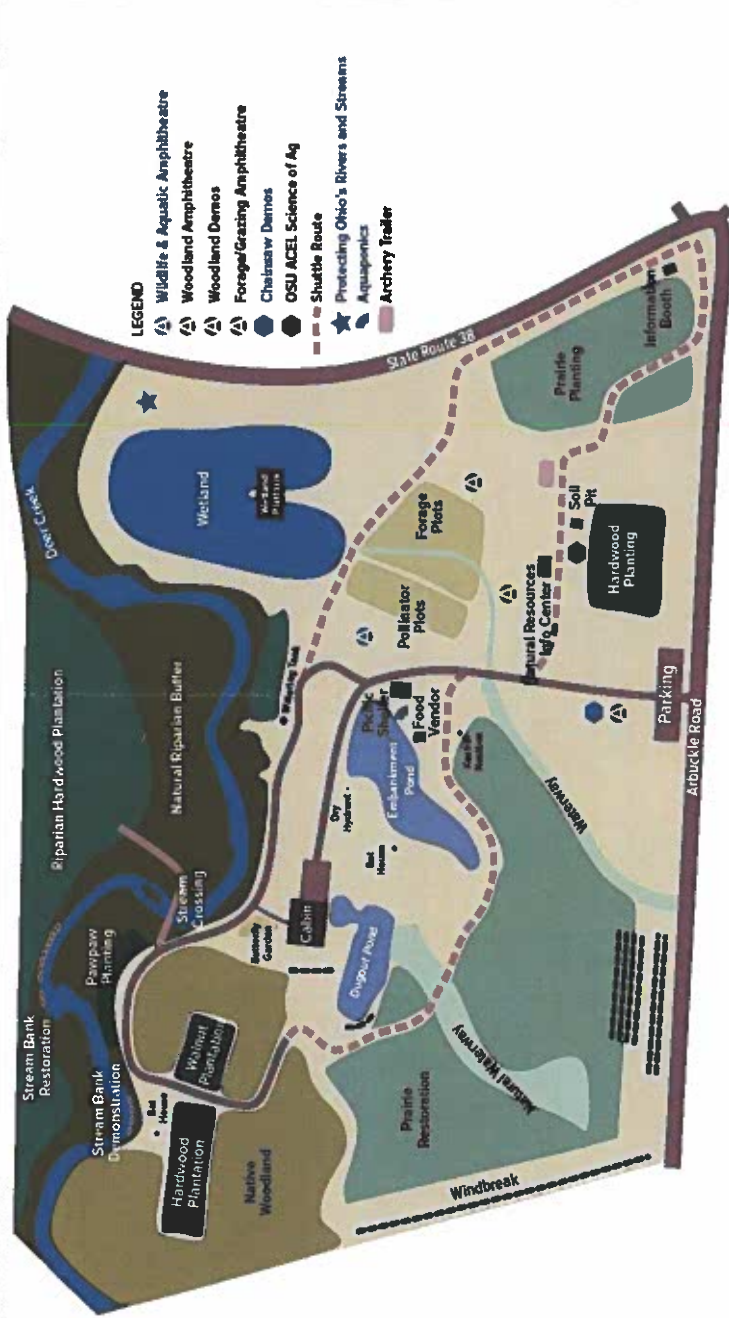 LEGEND
Wildlife & Aquatic Amphitheatre
Woodland Amphitheatre
Woodland Demos
Forage/Grazing Amphitheatre
Chainsaw Demos
OSU ACEL Science of Ag
Shuttle Route
Protecting Ohio's Rivers and Streams
Aquaponics
Archery Trailer
Stream Bank
Restoration
Stream Bank
Demonstration
Pawpaw
Planting
Riparian Hardwood Plantation
Natural Riparian Buffer
Deer Creek
Stream
Crossing
Bat
House
Hardwood
Plantation
Walnut
Plantation
Native
Woodland
Butterfly
Garden
Cabin
Dry
Hydrant
Bat
House
Dugout Pond
Embankment
Pond
Picnic
Shelter
Food
Vendor
Wetland
Wetland
Pollinator
Plots
Forage
Plots
State Route 38
Prairie
Restoration
Natural Waterway
Waterway
Windbreak
Natural Resources
Info Center
Soil
Pit
Hardwood
Planting
Prairie
Planting
Information
Booth
Parking
Arbuckle Road